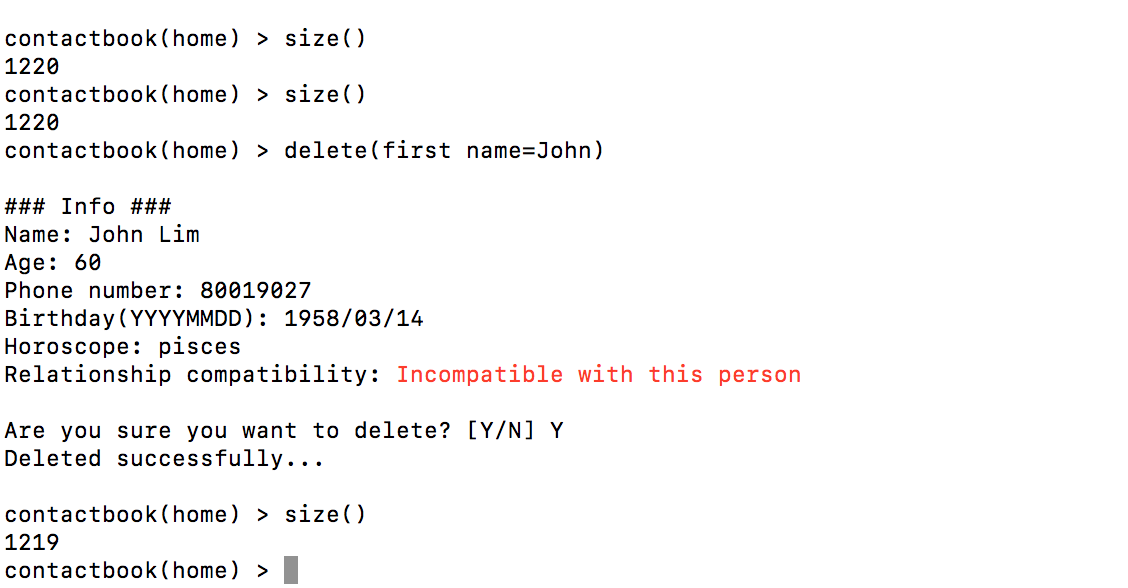 contactbook(home) > size()
1220
contactbook(home) > size()
1220
contactbook(home) > delete(first name=John)
### Info ###
Name: John Lim
Age: 60
Phone number: 80019027
Birthday(YYYYMMDD): 1958/03/14
Horoscope: pisces
Relationship compatibility: Incompatible with this person
Are you sure you want to delete? [Y/N] Y
Deleted successfully...
contactbook(home) > size()
1219
contactbook(home) >